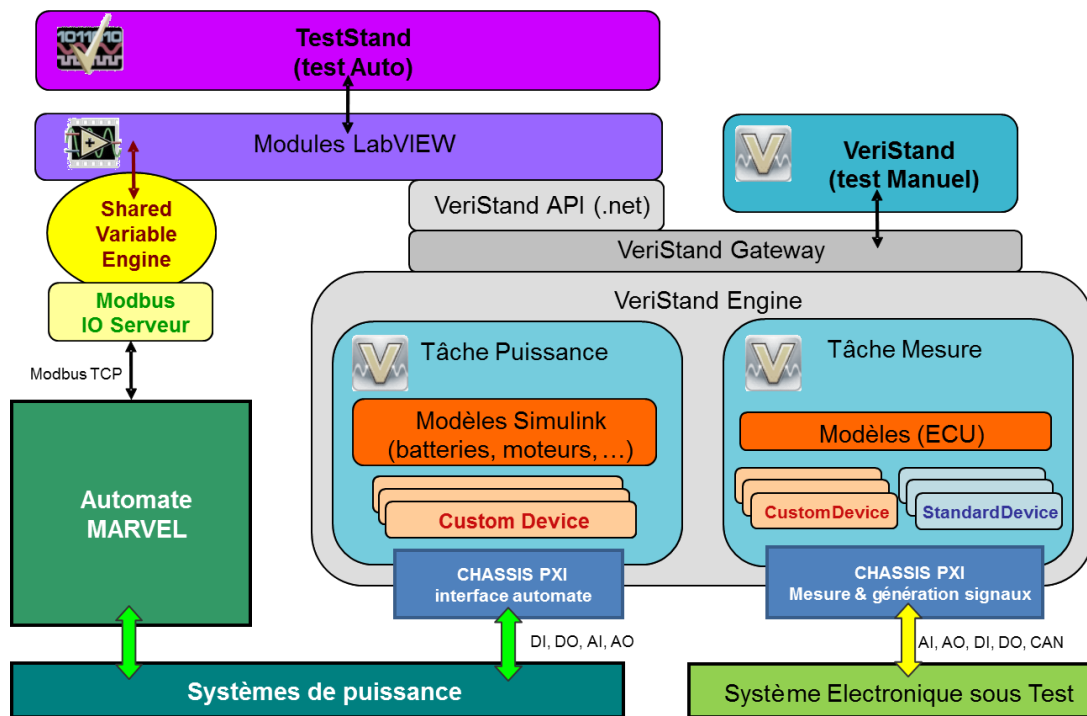 1011010
TestStand
(test Auto)
Modules LabVIEW
VeriStand
(test Manuel)
Shared
Variable
Engine
VeriStand API (.net)
VeriStand Gateway
Modbus
IO Serveur
VeriStand Engine
Modbus TCP
Tâche Puissance
Tâche Mesure
Modèles Simulink
(batteries, moteurs, …)
Modèles (ECU)
Automate
MARVEL
Custom Device
CustomDevice
StandardDevice
CHASSIS PXI
interface automate
CHASSIS PXI
Mesure & génération signaux
DI, DO, AI, AO
AI, AO, DI, DO, CAN
Systèmes de puissance
Système Electronique sous Test